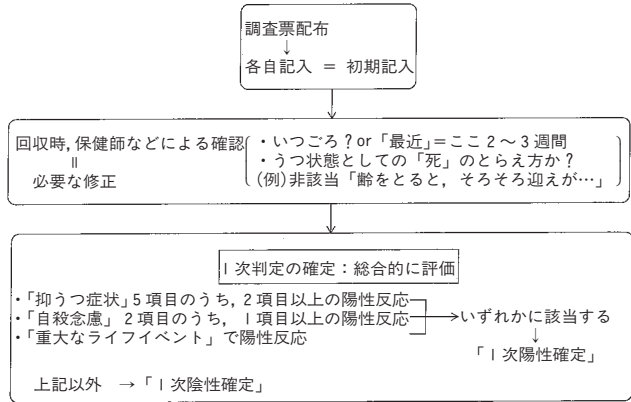 調査票配布
↓
各自記入 = 初期記入
回収時,保健師などによる確認
॥
必要な修正
・いつごろ?or「最近」=ここ2〜3週間
・うつ状態としての「死」のとらえ方か?
(例)非該当「齢をとると,そろそろ迎えが…」
1次判定の確定:総合的に評価
・「抑うつ症状」5項目のうち,2項目以上の陽性反応
・「自殺念慮」2項目のうち,1項目以上の陽性反応
・「重大なライフイベント」で陽性反応
いずれかに該当する
↓
「1次陽性確定」
上記以外 →「1次陰性確定」